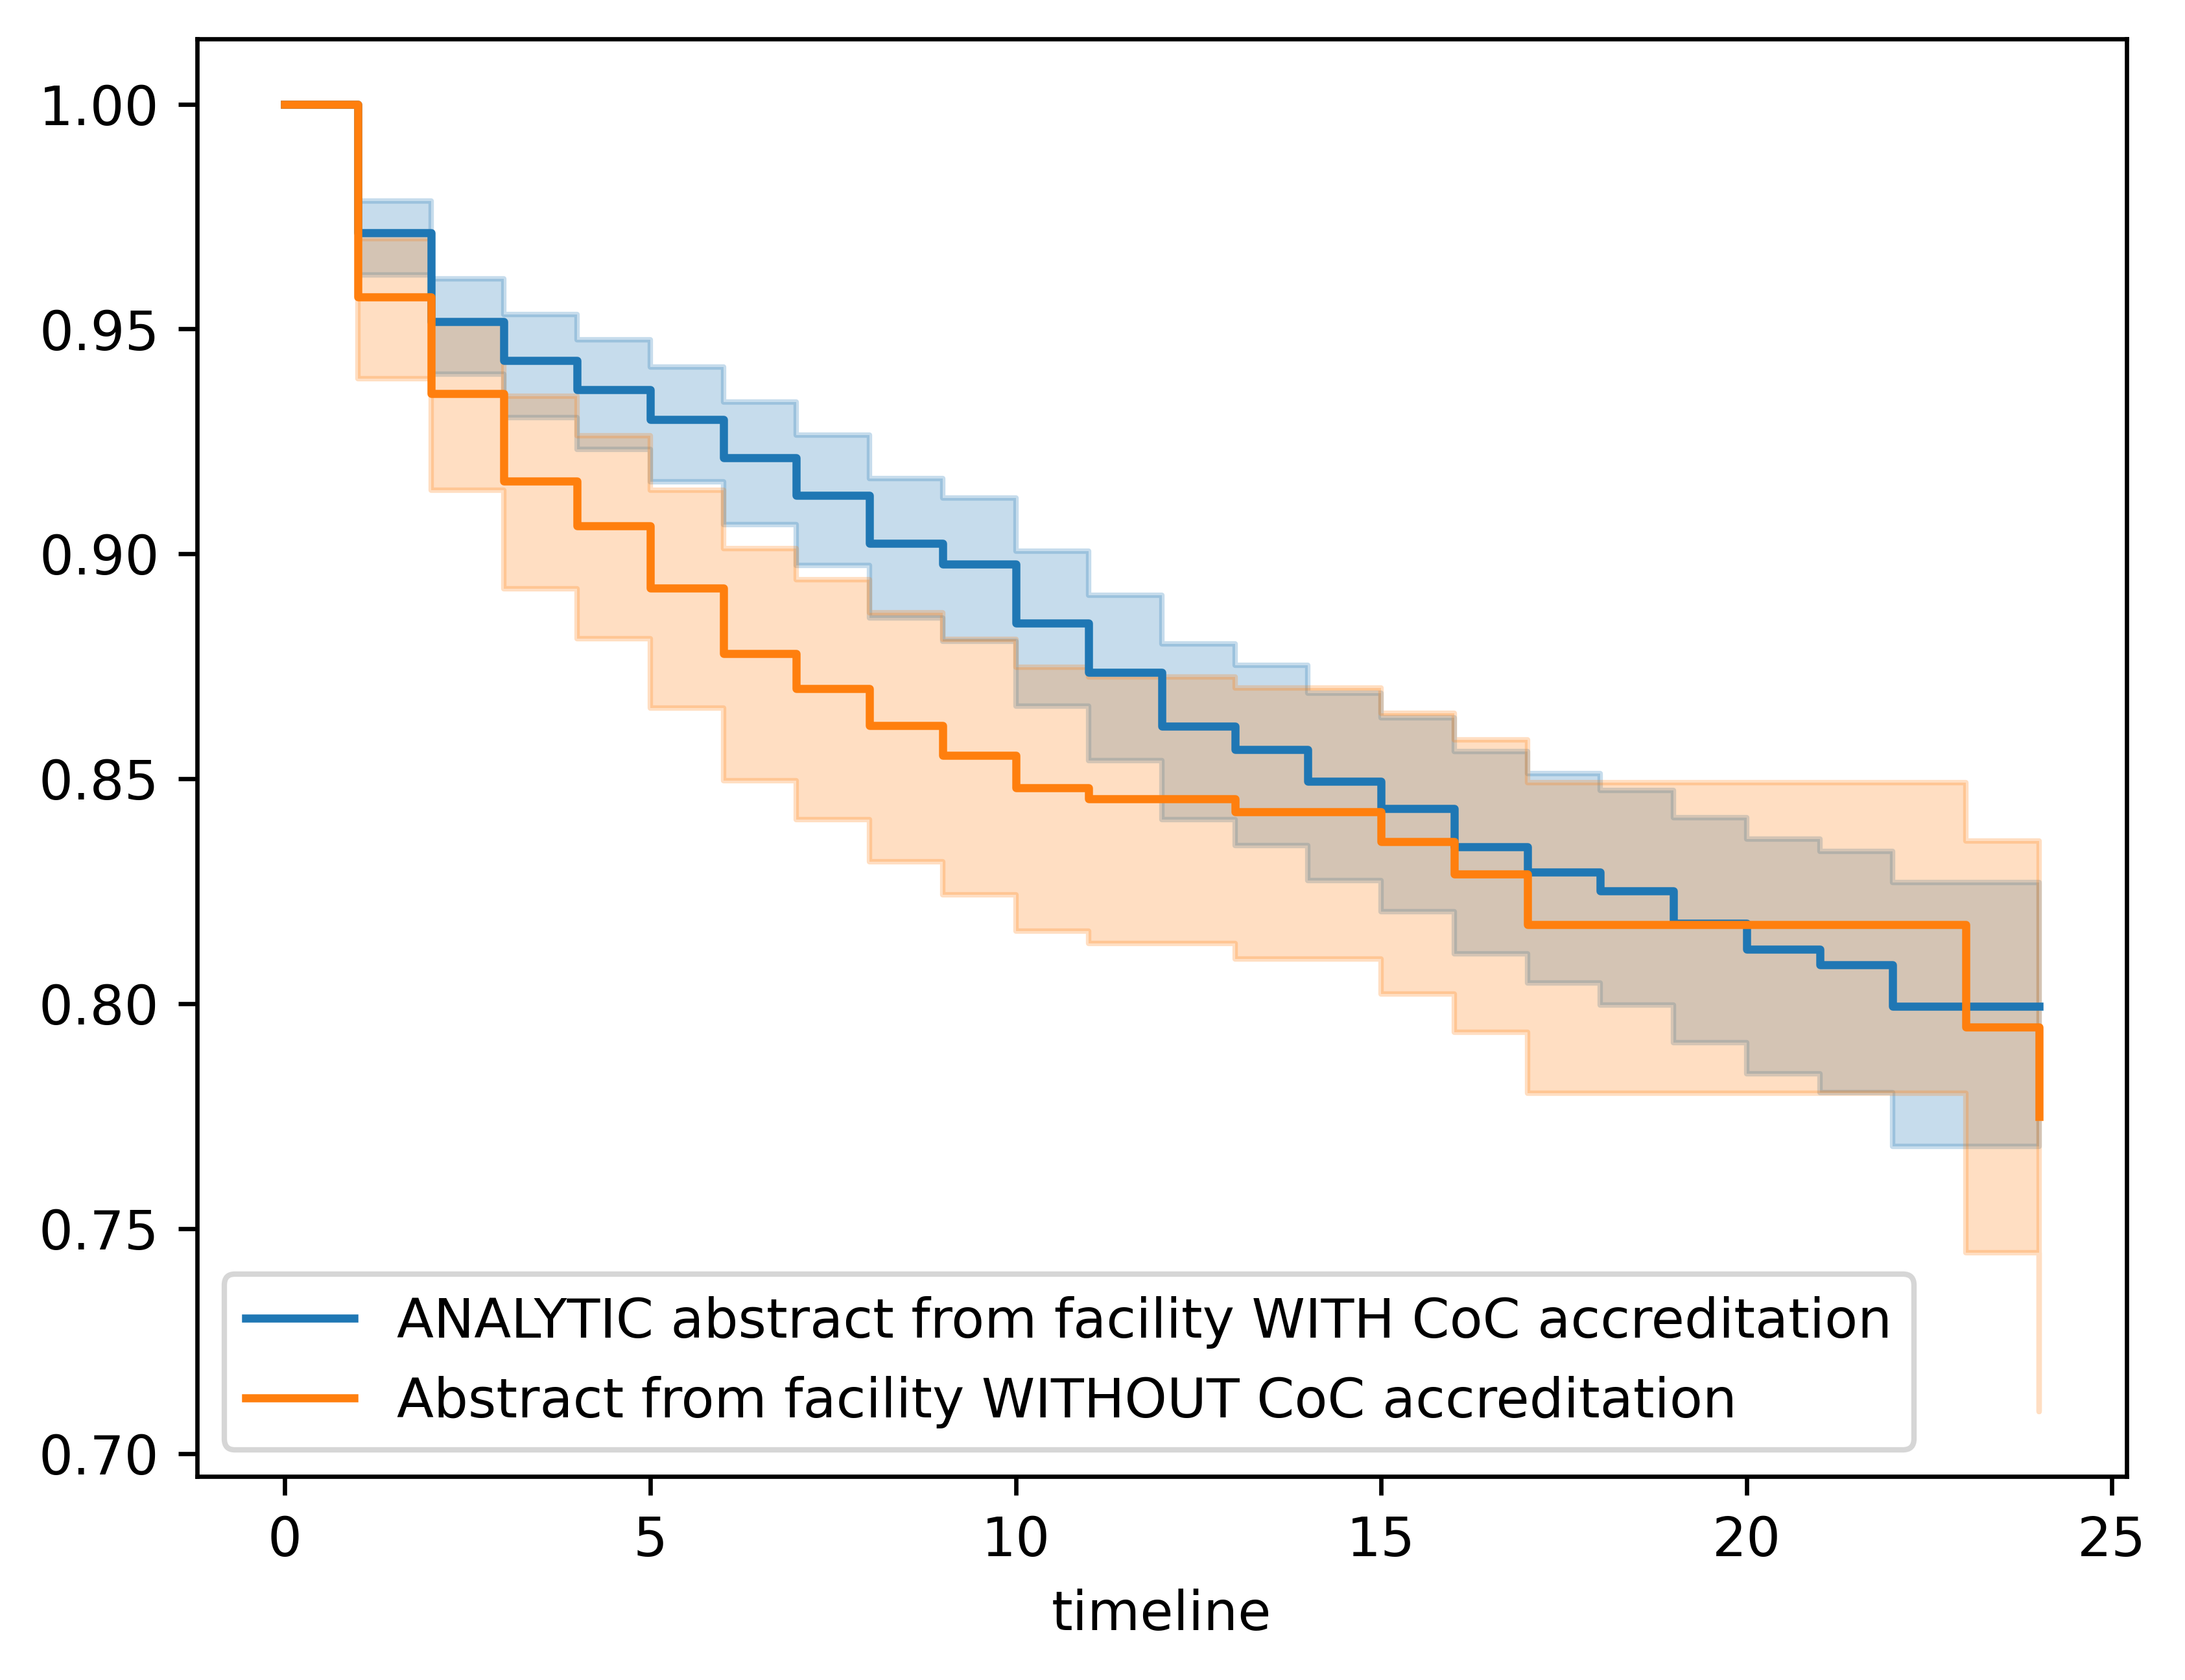 1.00
0.95
0.90
0.85
0.80
0.75
0.70
ANALYTIC abstract from facility WITH CoC accreditation
Abstract from facility WITHOUT CoC accreditation
0 5 10 15 20 25
timeline